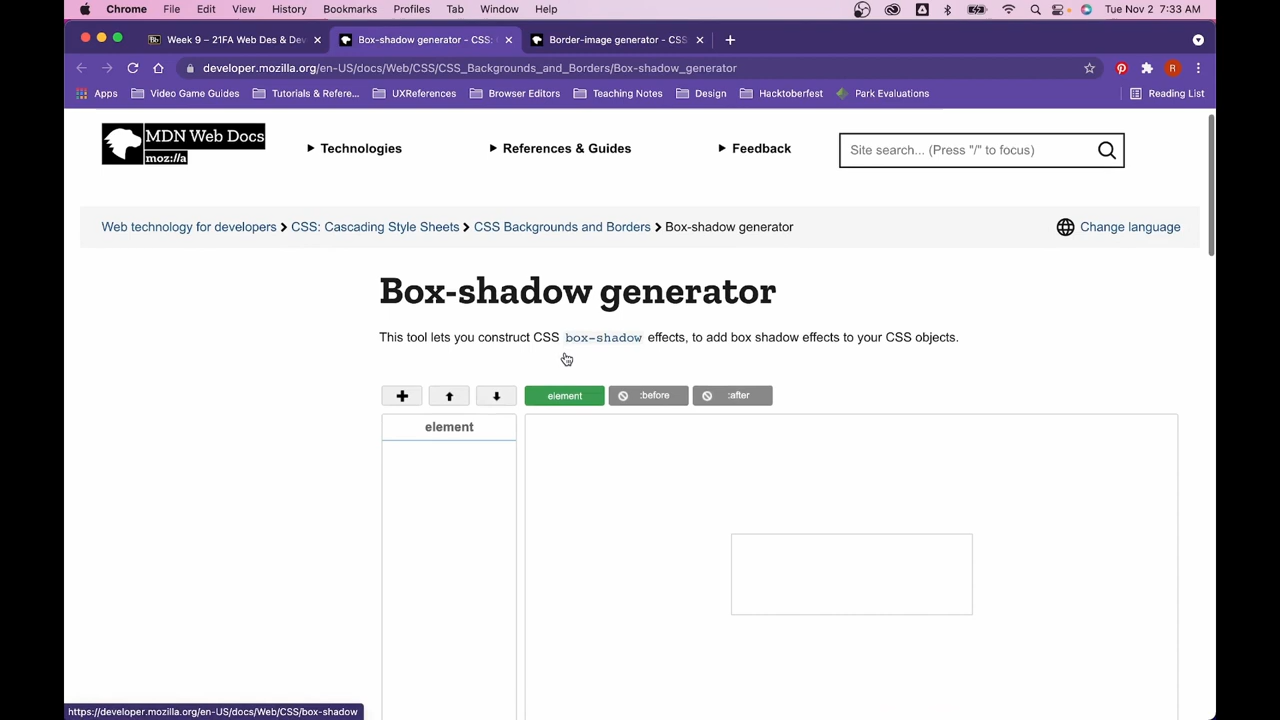 Chrome File Edit View History Bookmarks Profiles Tab Window Help Tue Nov 2 7:33 AM
Week 9 – 21FA Web Des & De Box-shadow generator - CSS: Border-image generator - CSS
developer.mozilla.org/en-US/docs/Web/CSS/CSS_Backgrounds_and_Borders/Box-shadow_generator R
Apps Video Game Guides Tutorials & Refere... UXReferences Browser Editors Teaching Notes Design Hacktoberfest Park Evaluations Reading List
MDN Web Docs
moz://a
Technologies References & Guides Feedback Site search... (Press "/" to focus)
Web technology for developers CSS: Cascading Style Sheets CSS Backgrounds and Borders Box-shadow generator Change language
Box-shadow generator
This tool lets you construct CSS box-shadow effects, to add box shadow effects to your CSS objects.
element :before :after
element
https://developer.mozilla.org/en-US/docs/Web/CSS/box-shadow